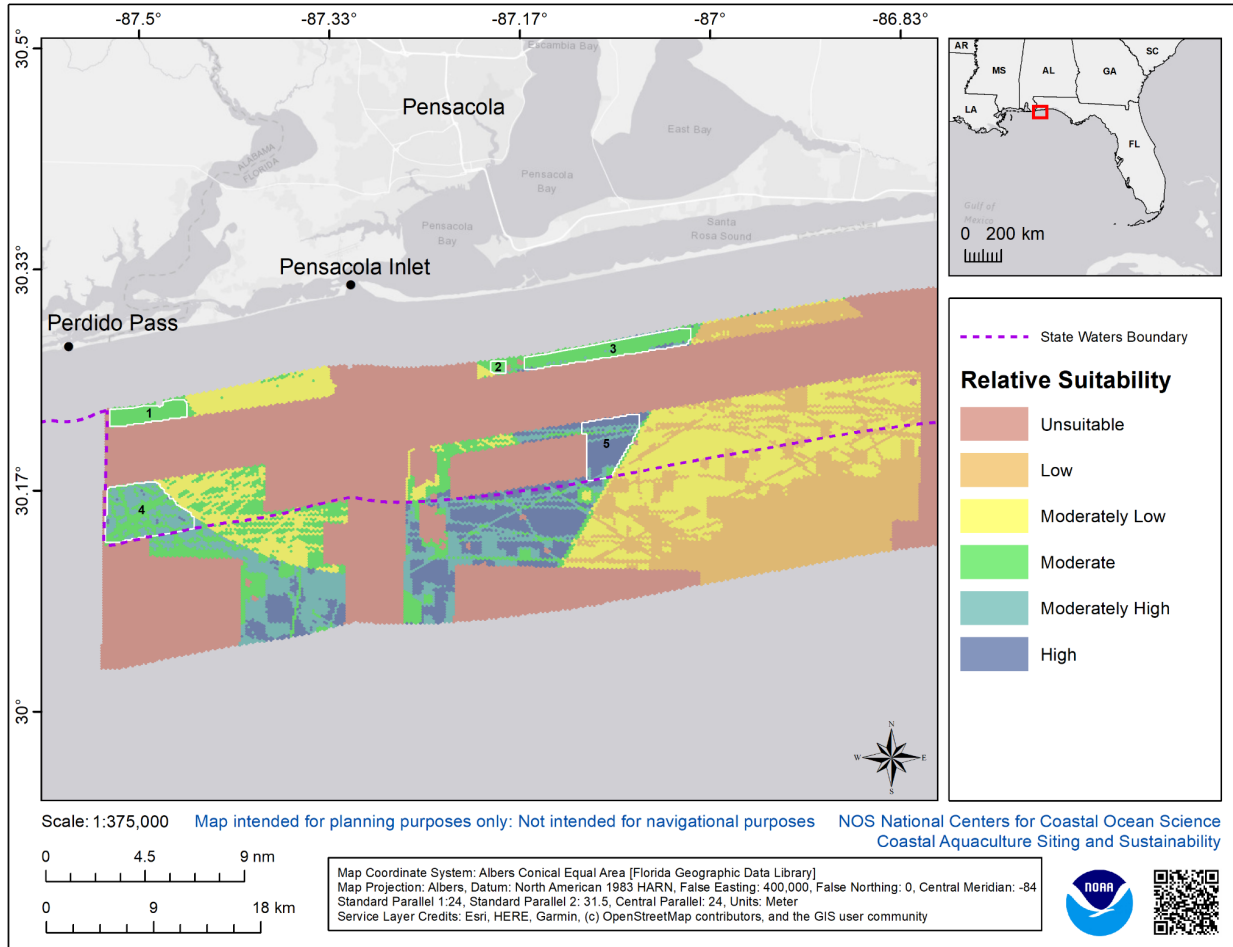 -87.5°
-87.33°
-87.17°
-87°
-86.83°
30.5°
30.33°
30.17°
30°
Escambia Bay
Pensacola
East Bay
ALABAMA
FLORIDA
Pensacola
Bay
Pensacola
Bay
Santa
Rosa Sound
Pensacola Inlet
Perdido Pass
1
2
3
4
5
N
W
E
S
AR
MS
AL
GA
SC
LA
FL
Gulf of
Mexico
0 200 km
State Waters Boundary
Relative Suitability
Unsuitable
Low
Moderately Low
Moderate
Moderately High
High
Scale: 1:375,000
Map intended for planning purposes only: Not intended for navigational purposes
NOS National Centers for Coastal Ocean Science
Coastal Aquaculture Siting and Sustainability
0 4.5 9 nm
0 9 18 km
Map Coordinate System: Albers Conical Equal Area [Florida Geographic Data Library]
Map Projection: Albers, Datum: North American 1983 HARN, False Easting: 400,000, False Northing: 0, Central Meridian: -84
Standard Parallel 1:24, Standard Parallel 2: 31.5, Central Parallel: 24, Units: Meter
Service Layer Credits: Esri, HERE, Garmin, (c) OpenStreetMap contributors, and the GIS user community
NOAA